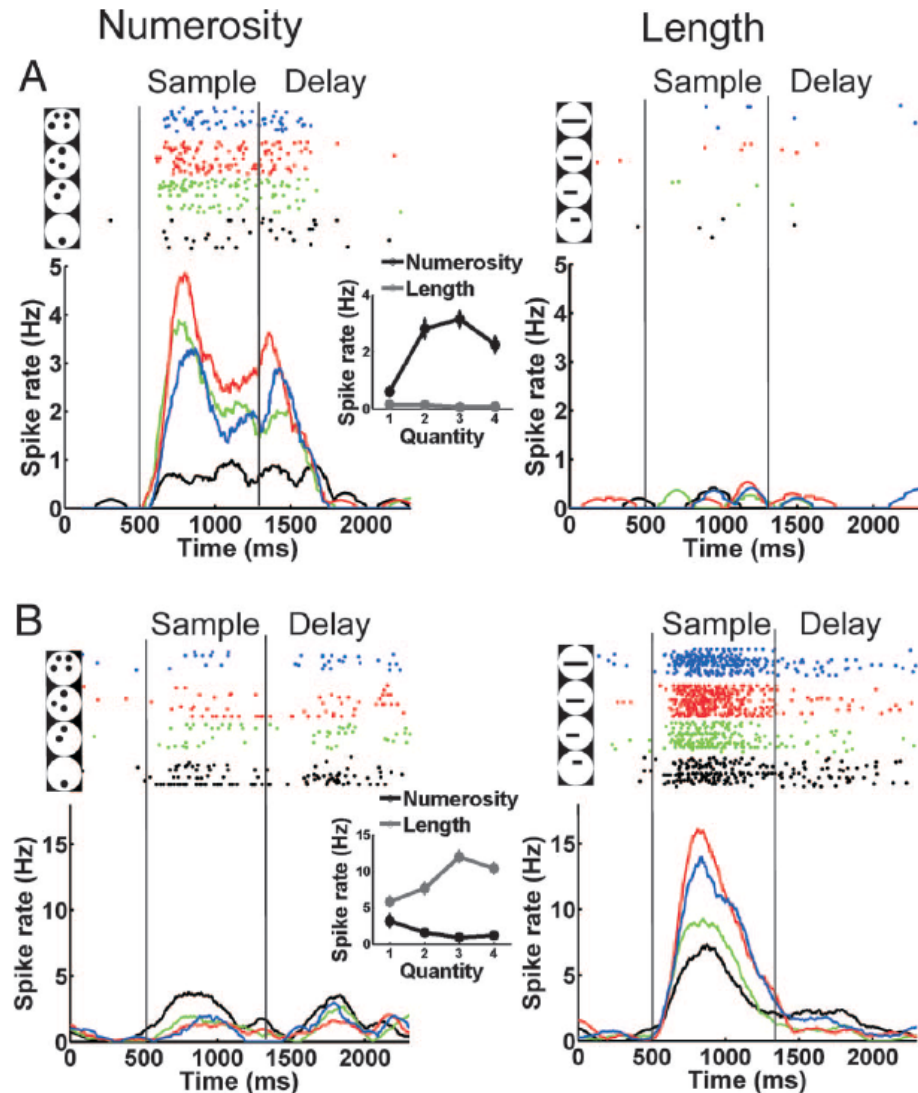 Numerosity
Length
A
Sample
Delay
Sample
Delay
5
4
3
2
1
0
Spike rate (Hz)
0
500
1000
1500
2000
Time (ms)
Numerosity
Length
4
2
0
Spike rate (Hz)
1
2
3
4
Quantity
5
4
3
2
1
0
Spike rate (Hz)
0
500
1000
1500
2000
Time (ms)
B
Sample
Delay
Sample
Delay
15
10
5
0
Spike rate (Hz)
0
500
1000
1500
2000
Time (ms)
Numerosity
Length
15
10
5
0
Spike rate (Hz)
1
2
3
4
Quantity
15
10
5
0
Spike rate (Hz)
0
500
1000
1500
2000
Time (ms)